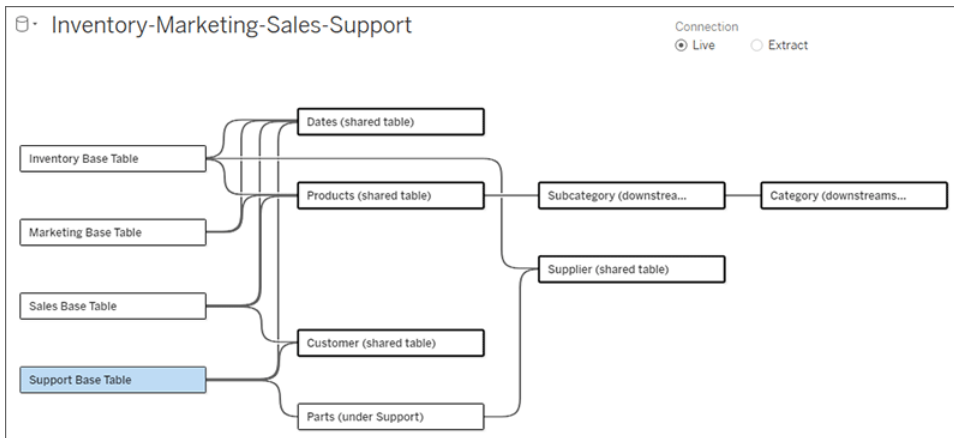 Inventory-Marketing-Sales-Support
Connection
Live
Extract
Dates (shared table)
Inventory Base Table
Products (shared table)
Subcategory (downstrea...
Category (downstreams...
Marketing Base Table
Supplier (shared table)
Sales Base Table
Customer (shared table)
Support Base Table
Parts (under Support)